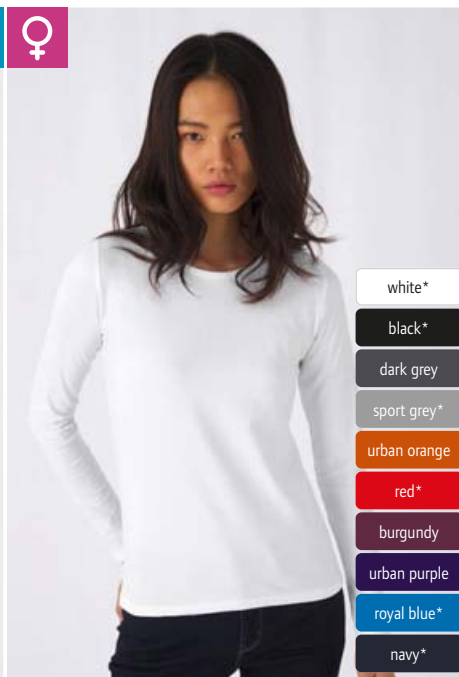 white*
black*
dark grey
sport grey*
urban orange
red*
burgundy
urban purple
royal blue*
navy*